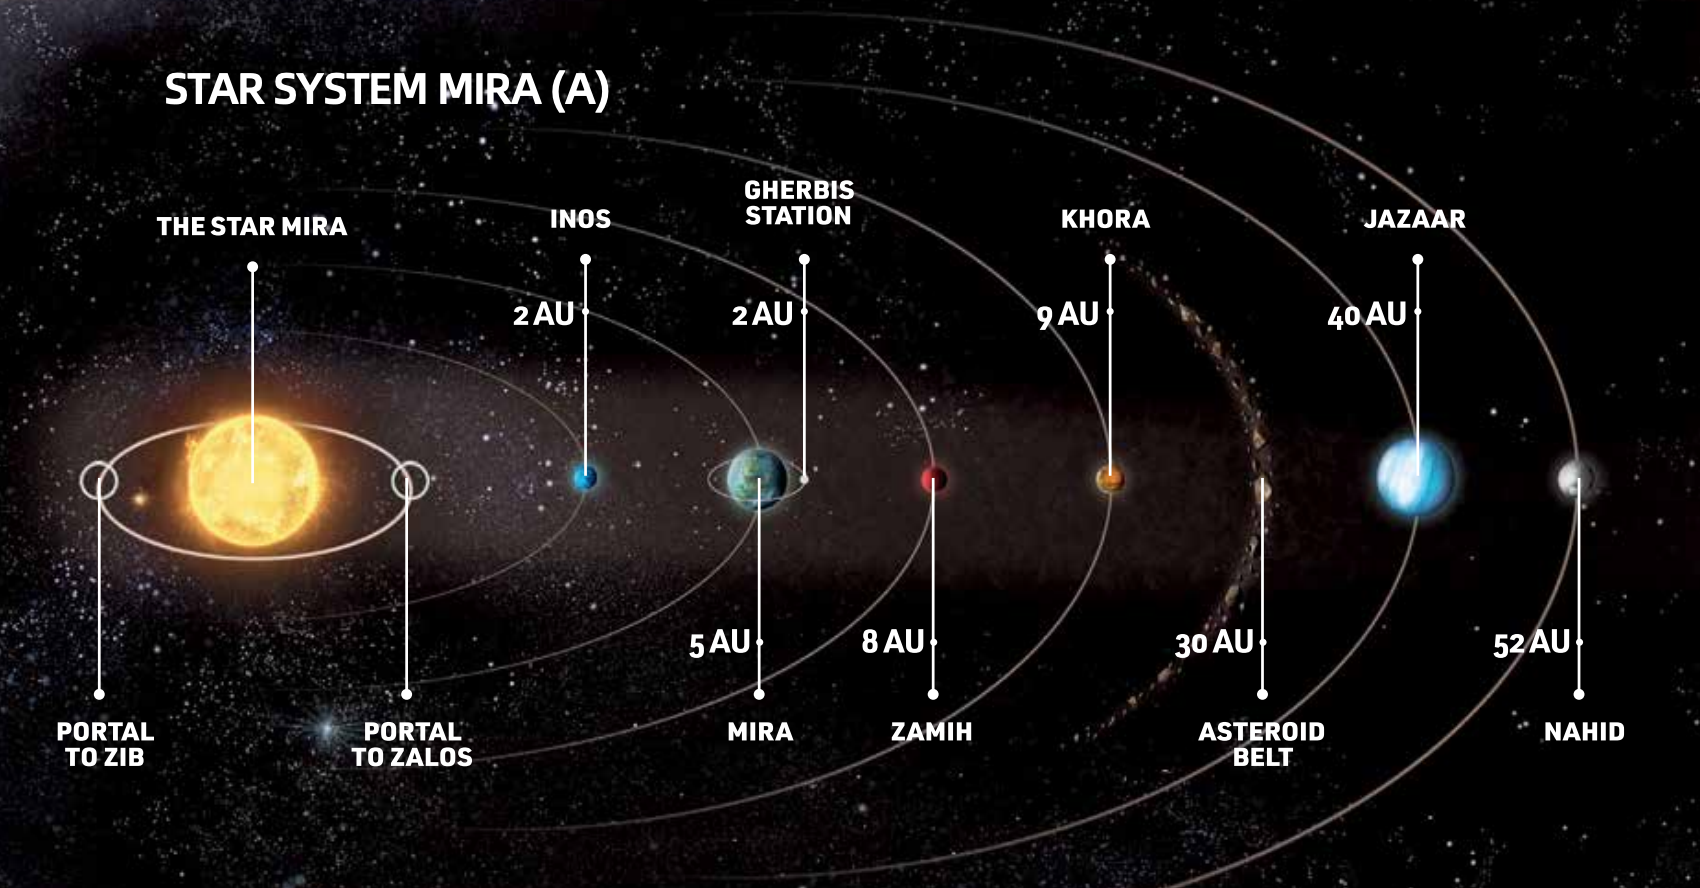 STAR SYSTEM MIRA (A)
THE STAR MIRA
INOS
GHERBIS
STATION
KHORA
JAZAAR
2 AU
2 AU
9 AU
40 AU
5 AU
8 AU
30 AU
52 AU
PORTAL
TO ZIB
PORTAL
TO ZALOS
MIRA
ZAMIH
ASTEROID
BELT
NAHID